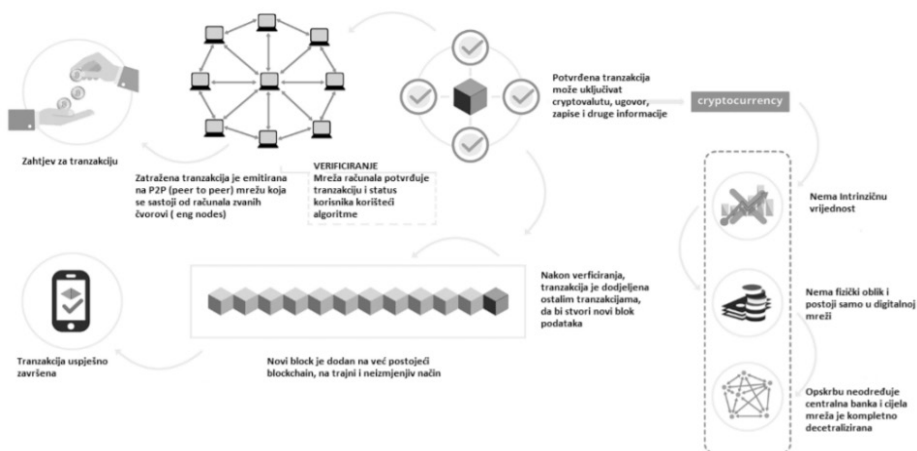 Zahtjev za tranzakciju
Zatražena tranzakcija je emitirana
na P2P (peer to peer) mrežu koja
se sastoji od računala zvanih
čvorovi ( eng nodes)
VERIFICIRANJE
Mreža računala potvrđuje
tranzakciju i status
korisnika koristeći
algoritme
Potvrđena tranzakcija
može uključivat
cryptovalutu, ugovor,
zapise i druge informacije
cryptocurrency
Nema Intrinzičnu
vrijednost
Nema fizički oblik i
postoji samo u digitalnoj
mreži
Opskrbu neodređuje
centralna banka i cijela
mreža je kompletno
decetralizirana
Nakon verficiranja,
tranzakcija je dodjeljena
ostalim tranzakcijama,
da bi stvori novi blok
podataka
Novi block je dodan na već postojeći
blockchain, na trajni i neizmjenjiv način
Tranzakcija uspješno
završena